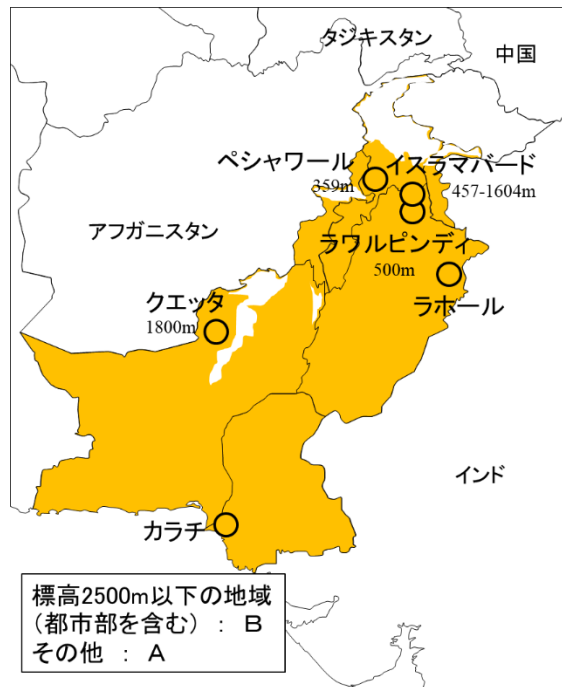 タジキスタン
中国
ペシャワール
359m
イスラマバード
457-1604m
アフガニスタン
ラワルピンディ
500m
ラホール
クエッタ
1800m
インド
カラチ
標高2500m以下の地域
(都市部を含む) : B
その他 : A